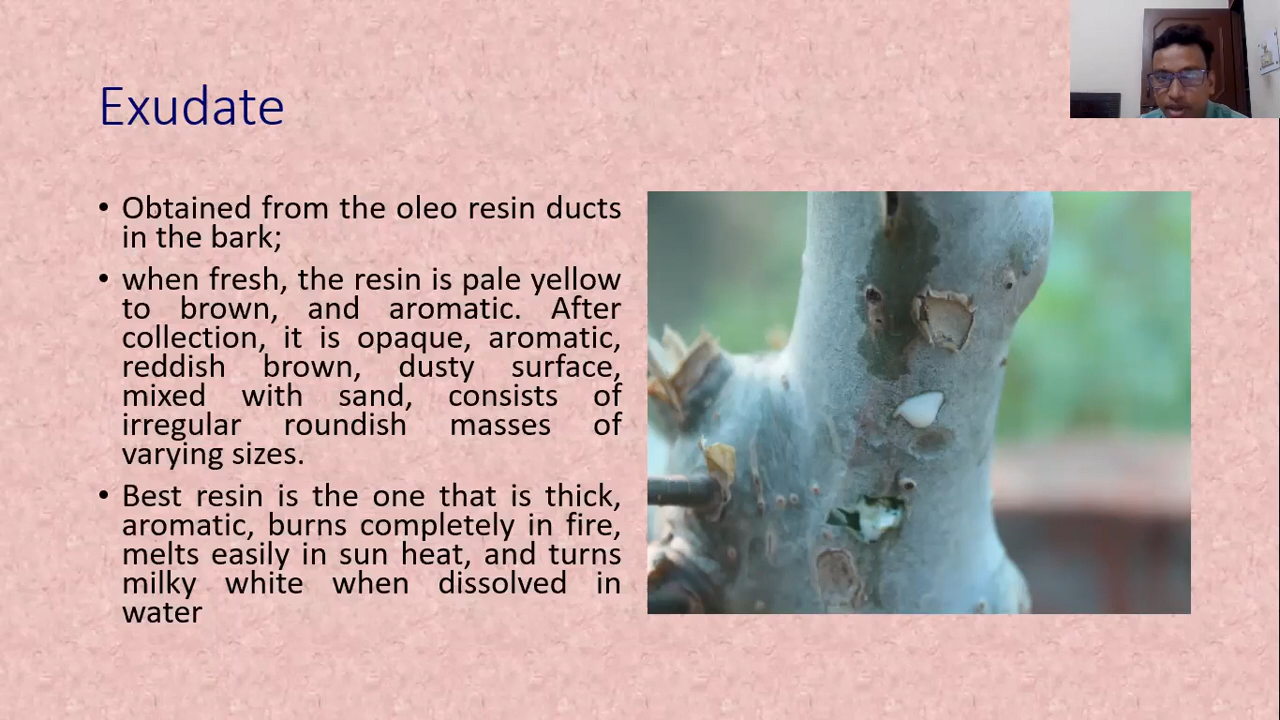 Exudate
• Obtained from the oleo resin ducts
in the bark;
• when fresh, the resin is pale yellow
to brown, and aromatic. After
collection, it is opaque, aromatic,
reddish brown, dusty surface,
mixed with sand, consists of
irregular roundish masses of
varying sizes.
• Best resin is the one that is thick,
aromatic, burns completely in fire,
melts easily in sun heat, and turns
milky white when dissolved in
water